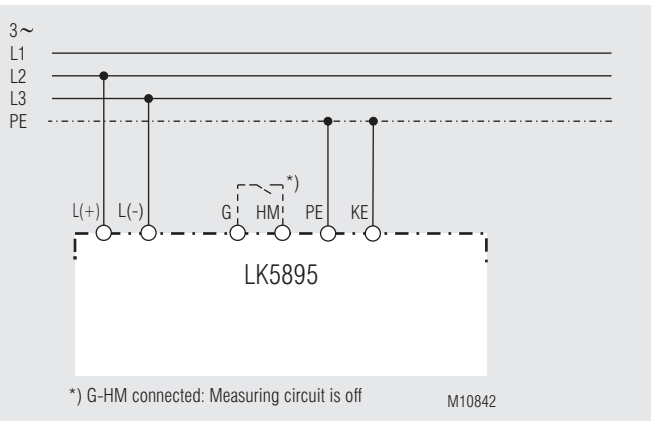 3~
L1
L2
L3
PE
*)
L(+) L(-) G HM PE KE
LK5895
*) G-HM connected: Measuring circuit is off
M10842